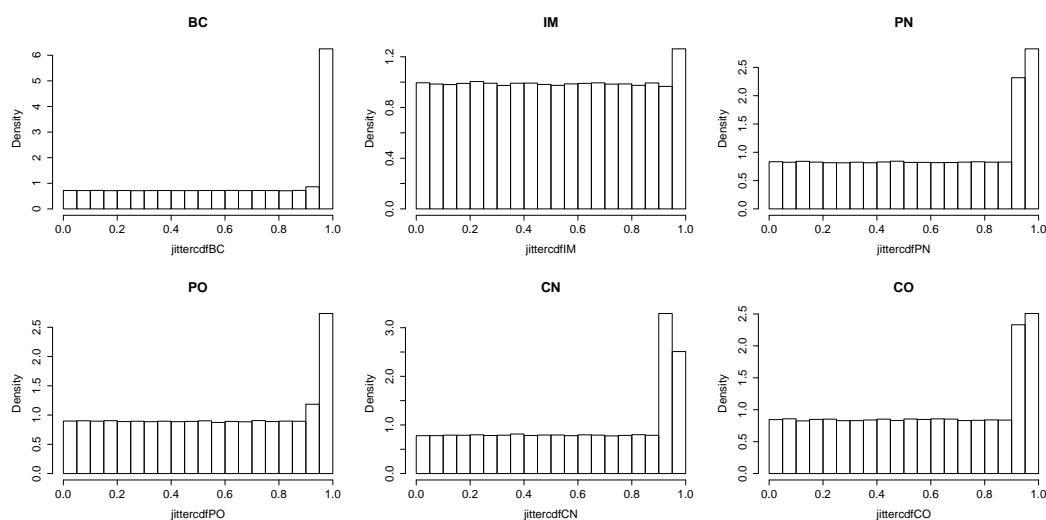 BC
Density
0 1 2 3 4 5 6
0.0 0.2 0.4 0.6 0.8 1.0
jittercdfBC
IM
Density
0.0 0.4 0.8 1.2
0.0 0.2 0.4 0.6 0.8 1.0
jittercdfIM
PN
Density
0.0 0.5 1.0 1.5 2.0 2.5
0.0 0.2 0.4 0.6 0.8 1.0
jittercdfPN
PO
Density
0.0 0.5 1.0 1.5 2.0 2.5
0.0 0.2 0.4 0.6 0.8 1.0
jittercdfPO
CN
Density
0.0 1.0 2.0 3.0
0.0 0.2 0.4 0.6 0.8 1.0
jittercdfCN
CO
Density
0.0 0.5 1.0 1.5 2.0 2.5
0.0 0.2 0.4 0.6 0.8 1.0
jittercdfCO